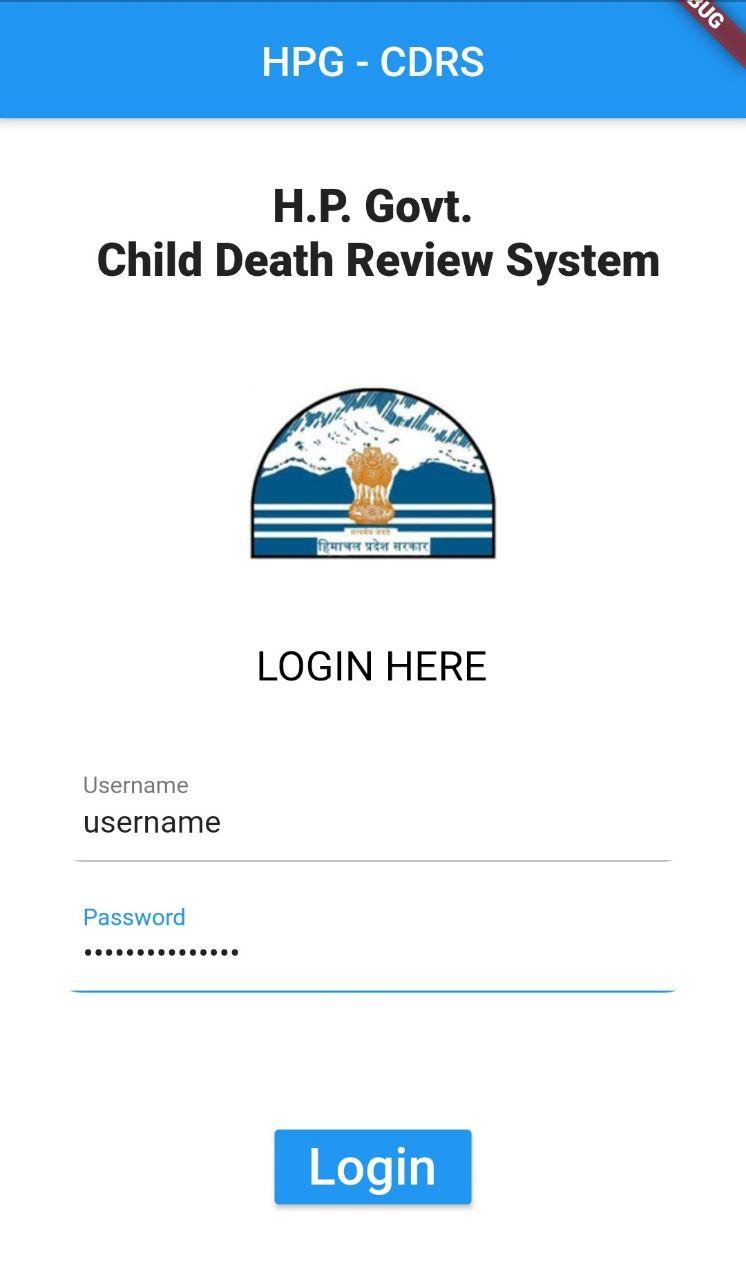 BUG
HPG - CDRS
H.P. Govt.
Child Death Review System
सत्यमेव जयते
हिमाचल प्रदेश सरकार
LOGIN HERE
Username
username
Password
•••••••••••••••
Login